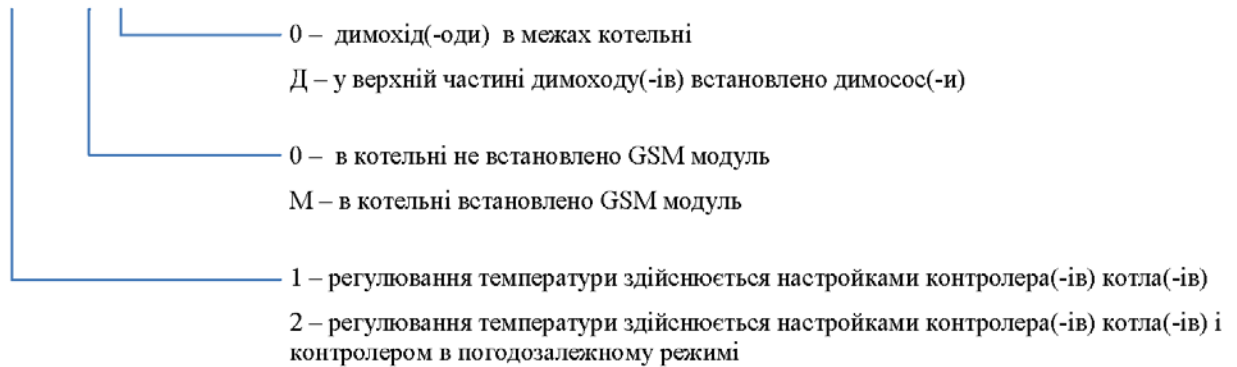 0 – димохід(-оди) в межах котельні
Д – у верхній частині димоходу(-ів) встановлено димосос(-и)
0 – в котельні не встановлено GSM модуль
М – в котельні встановлено GSM модуль
1 – регулювання температури здійснюється настройками контролера(-ів) котла(-ів)
2 – регулювання температури здійснюється настройками контролера(-ів) котла(-ів) і
контролером в погодозалежному режимі